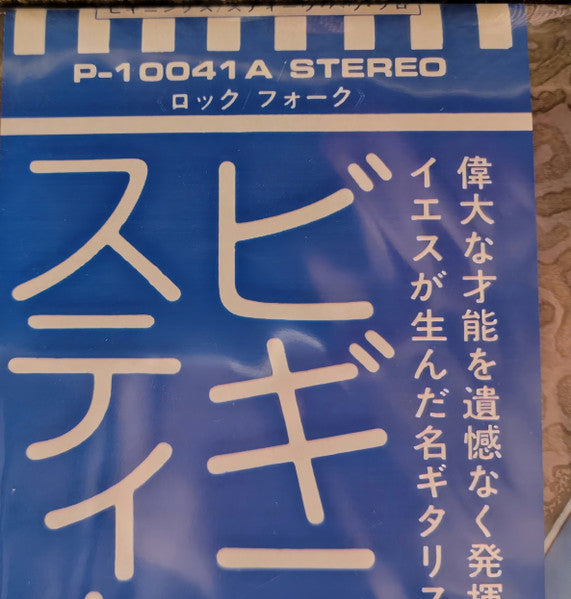 P-10041A/STEREO
ロック/フォーク
偉大な才能を遺憾なく発揮
イエスが生んだ名ギタリス
ビギニ
スティ